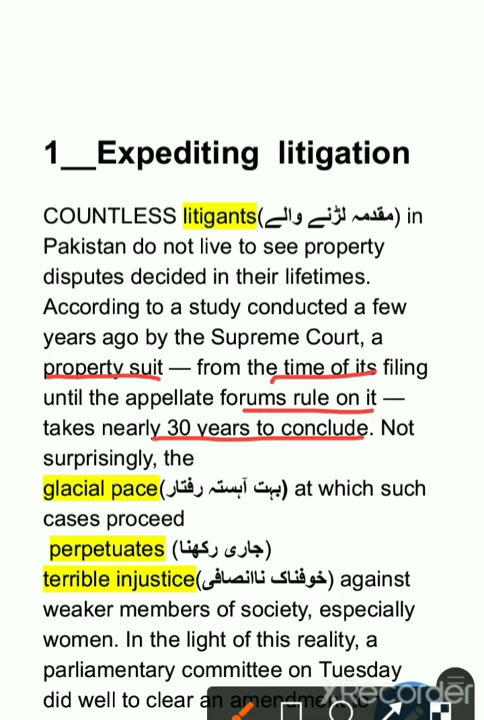 1__Expediting litigation
COUNTLESS litigants(مقدمہ لڑنے والے) in
Pakistan do not live to see property
disputes decided in their lifetimes.
According to a study conducted a few
years ago by the Supreme Court, a
property suit — from the time of its filing
until the appellate forums rule on it —
takes nearly 30 years to conclude. Not
surprisingly, the
glacial pace(بہت آہستہ رفتار) at which such
cases proceed
perpetuates (جاری رکھنا)
terrible injustice(خوفناک ناانصافی) against
weaker members of society, especially
women. In the light of this reality, a
parliamentary committee on Tuesday
did well to clear an amendment to
XRecorder